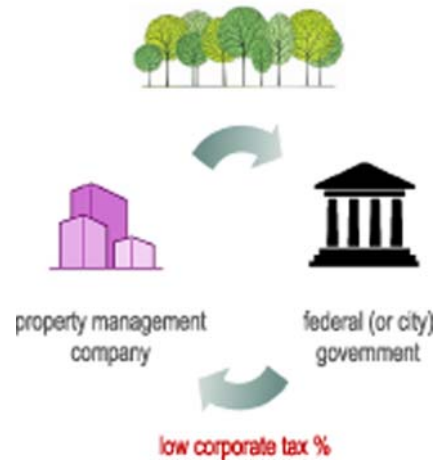 property management
company
federal (or city)
government
low corporate tax %